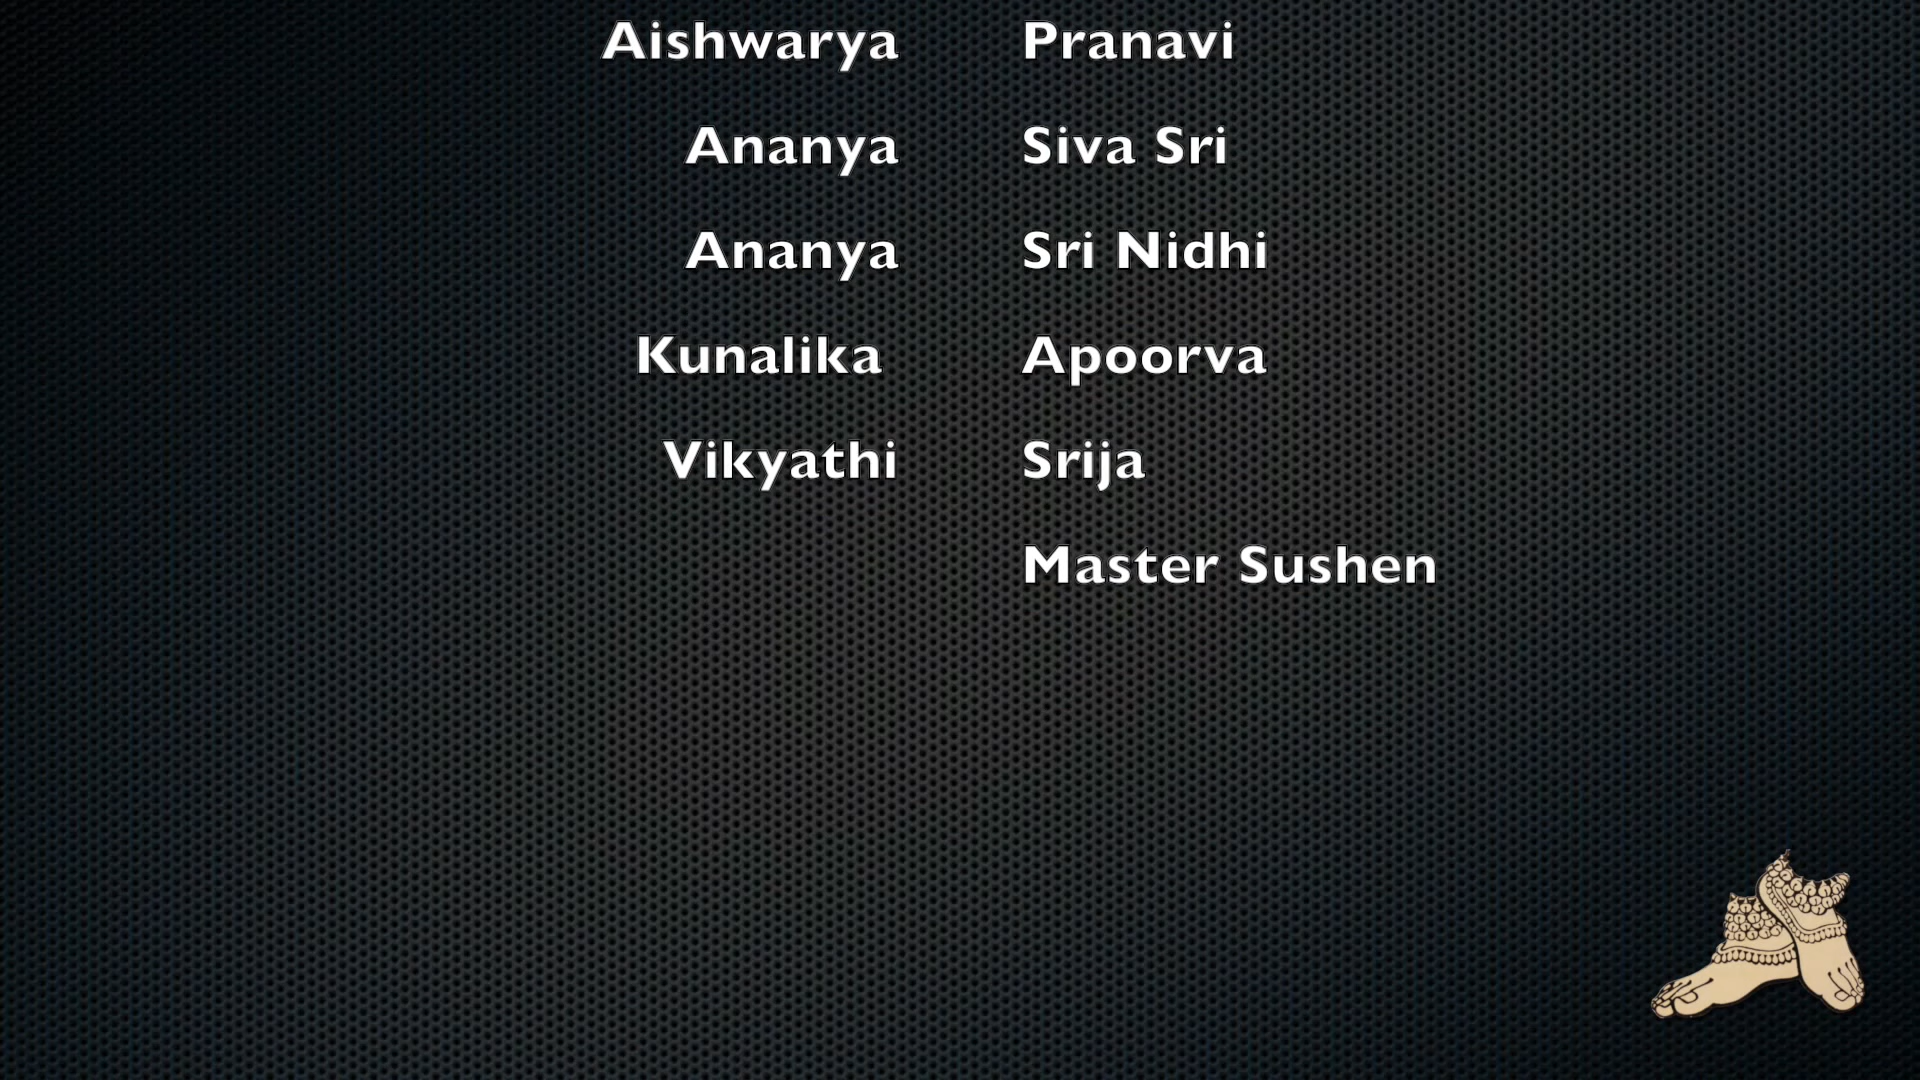 Aishwarya Pranavi
Ananya Siva Sri
Ananya Sri Nidhi
Kunalika Apoorva
Vikyathi Srija
Master Sushen